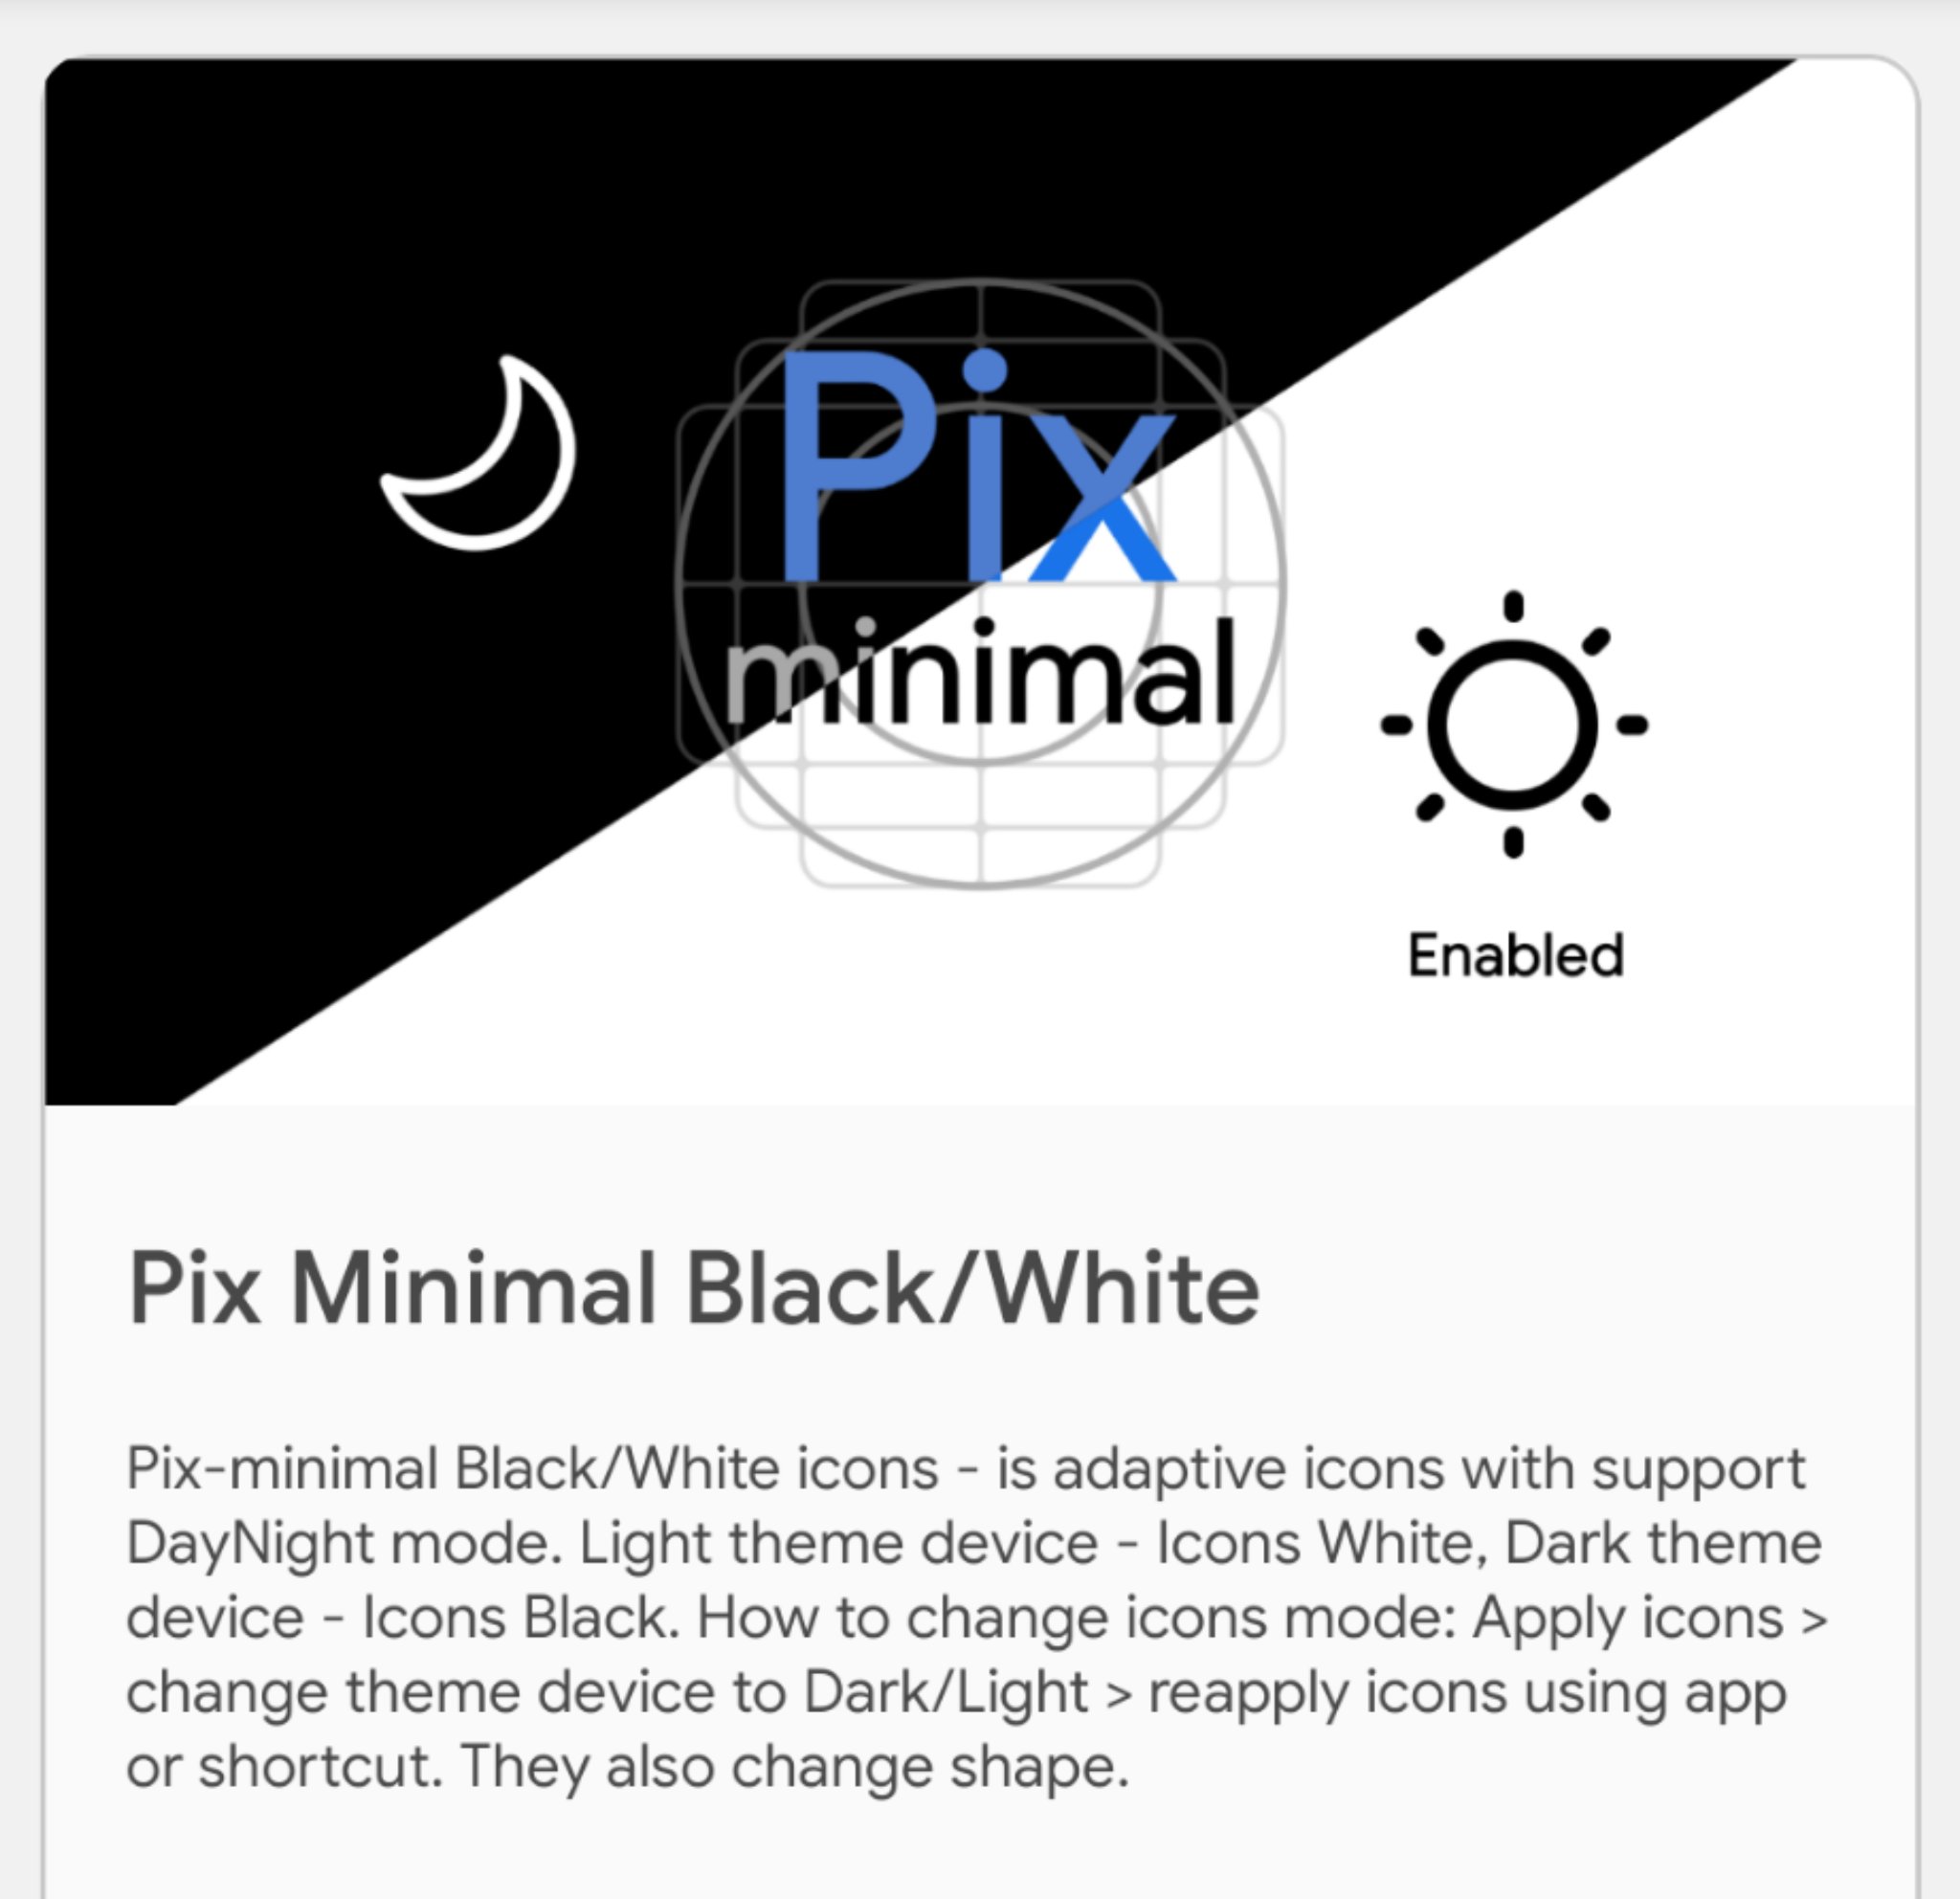 Pix
minimal
Enabled
Pix Minimal Black/White
Pix-minimal Black/White icons - is adaptive icons with support
DayNight mode. Light theme device - Icons White, Dark theme
device - Icons Black. How to change icons mode: Apply icons >
change theme device to Dark/Light > reapply icons using app
or shortcut. They also change shape.